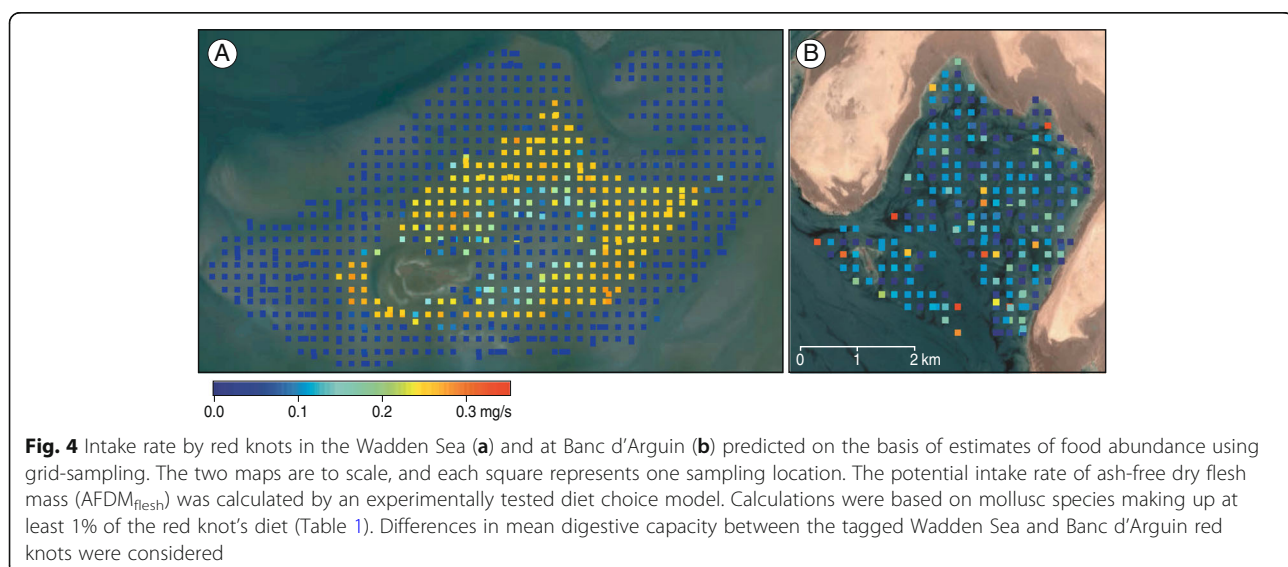 A
B
0 1 2 km
0.0 0.1 0.2 0.3 mg/s
Fig. 4 Intake rate by red knots in the Wadden Sea (a) and at Banc d'Arguin (b) predicted on the basis of estimates of food abundance using
grid-sampling. The two maps are to scale, and each square represents one sampling location. The potential intake rate of ash-free dry flesh
mass (AFDMflesh) was calculated by an experimentally tested diet choice model. Calculations were based on mollusc species making up at
least 1% of the red knot's diet (Table 1). Differences in mean digestive capacity between the tagged Wadden Sea and Banc d'Arguin red
knots were considered